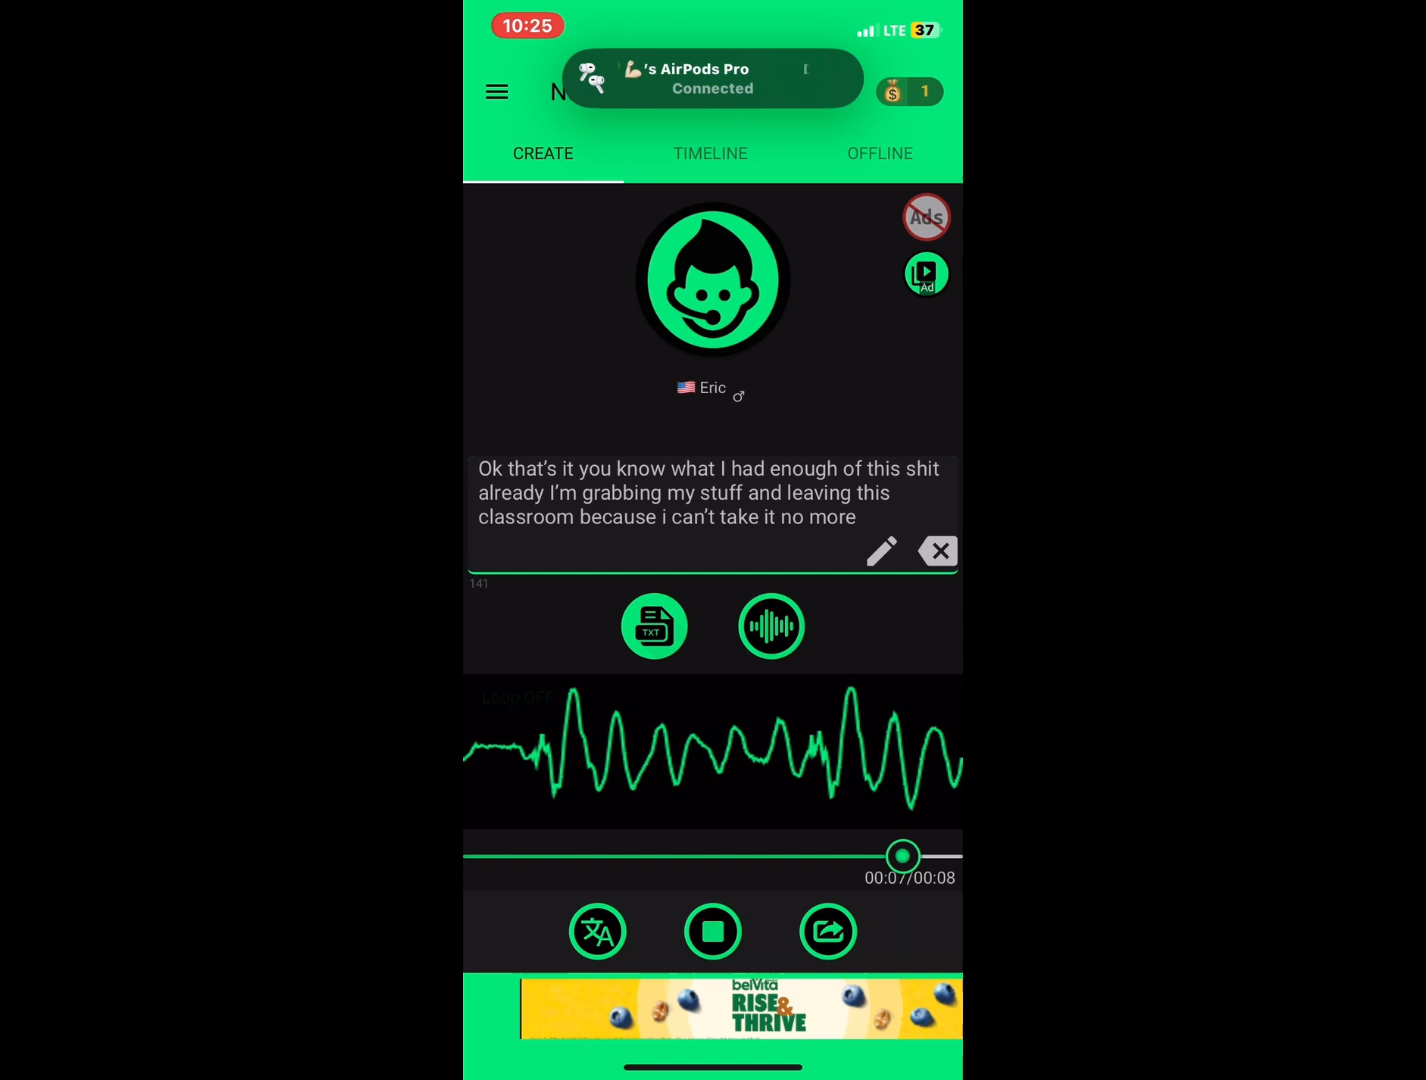 10:25
LTE 37
💪🏻's AirPods Pro
Connected
N
1
CREATE
TIMELINE
OFFLINE
Ads
Ad
🇺🇸 Eric ♂
Ok that's it you know what I had enough of this shit
already I'm grabbing my stuff and leaving this
classroom because i can't take it no more
141
TXT
Loop OFF
00:07/00:08
文A
belVita
RISE&
THRIVE